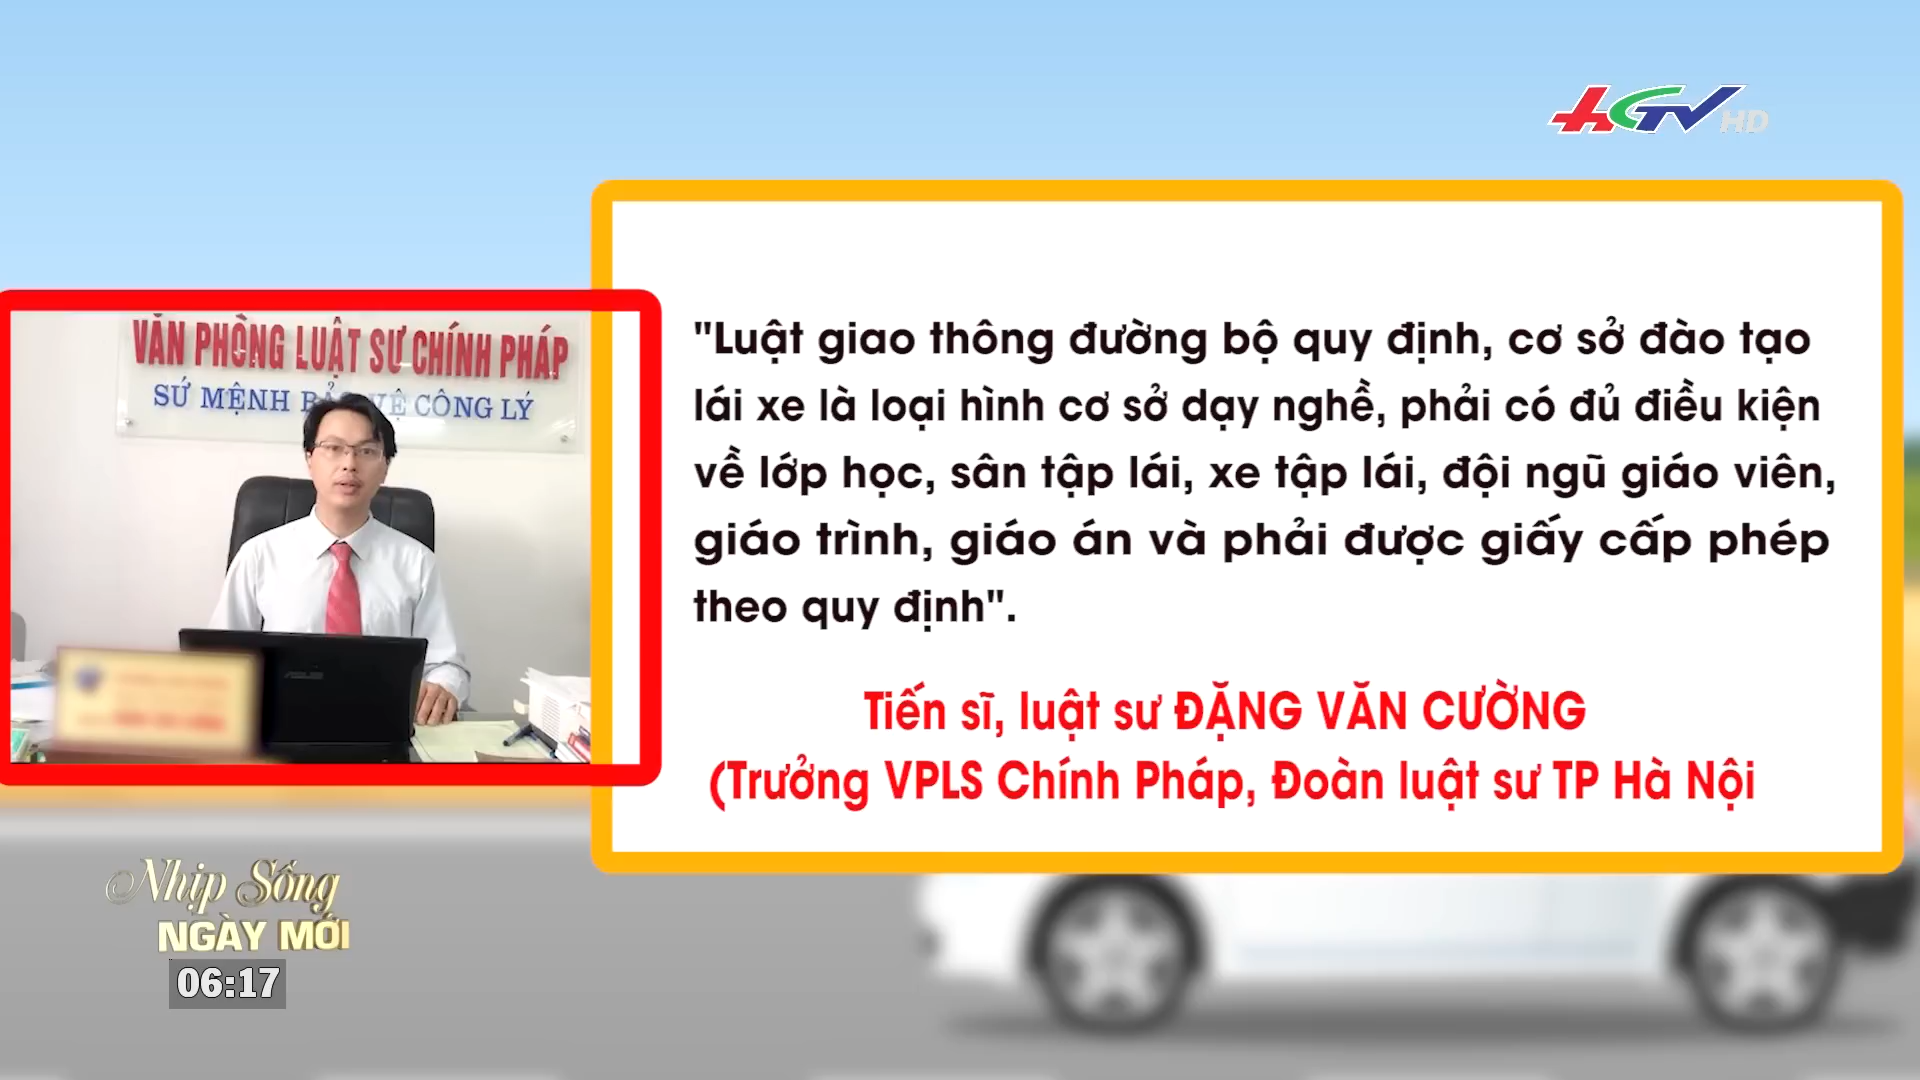 HGTV HD
VĂN PHÒNG LUẬT SƯ CHÍNH PHÁP
SỨ MỆNH BẢO VỆ CÔNG LÝ
"Luật giao thông đường bộ quy định, cơ sở đào tạo
lái xe là loại hình cơ sở dạy nghề, phải có đủ điều kiện
về lớp học, sân tập lái, xe tập lái, đội ngũ giáo viên,
giáo trình, giáo án và phải được giấy cấp phép
theo quy định".
Tiến sĩ, luật sư ĐẶNG VĂN CƯỜNG
(Trưởng VPLS Chính Pháp, Đoàn luật sư TP Hà Nội
ASUS
Nhịp Sống
NGÀY MỚI
06:17